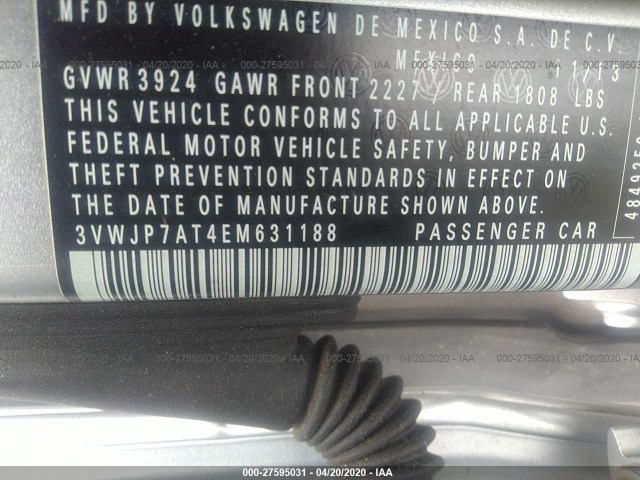 MFD BY VOLKSWAGEN DE MEXICO S.A. DE C.V.
MEXICO
GVWR 3924 GAWR FRONT 2227 REAR 1808 LBS
THIS VEHICLE CONFORMS TO ALL APPLICABLE U.S.
FEDERAL MOTOR VEHICLE SAFETY, BUMPER AND
THEFT PREVENTION STANDARDS IN EFFECT ON
THE DATE OF MANUFACTURE SHOWN ABOVE.
3VWJP7AT4EM631188 PASSENGER CAR
000-27595031 - 04/20/2020 - IAA